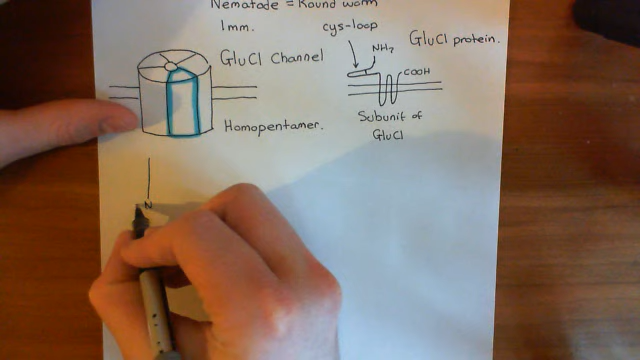 Nematode = Round worm
1mm.
cys-loop
NH₂
GluCl protein.
GluCl Channel
COOH
Homopentamer.
Subunit of
GluCl
N